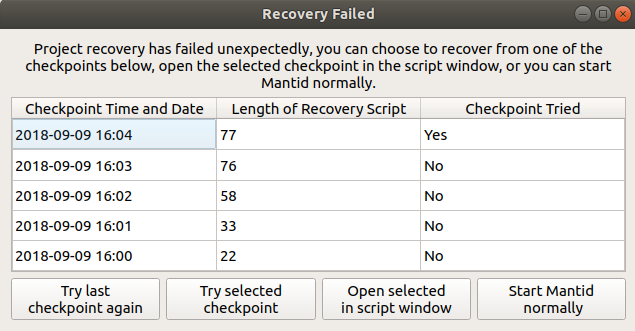 Recovery Failed
Project recovery has failed unexpectedly, you can choose to recover from one of the
checkpoints below, open the selected checkpoint in the script window, or you can start
Mantid normally.
Checkpoint Time and Date Length of Recovery Script Checkpoint Tried
2018-09-09 16:04 77 Yes
2018-09-09 16:03 76 No
2018-09-09 16:02 58 No
2018-09-09 16:01 33 No
2018-09-09 16:00 22 No
Try last Try selected Open selected Start Mantid
checkpoint again checkpoint in script window normally